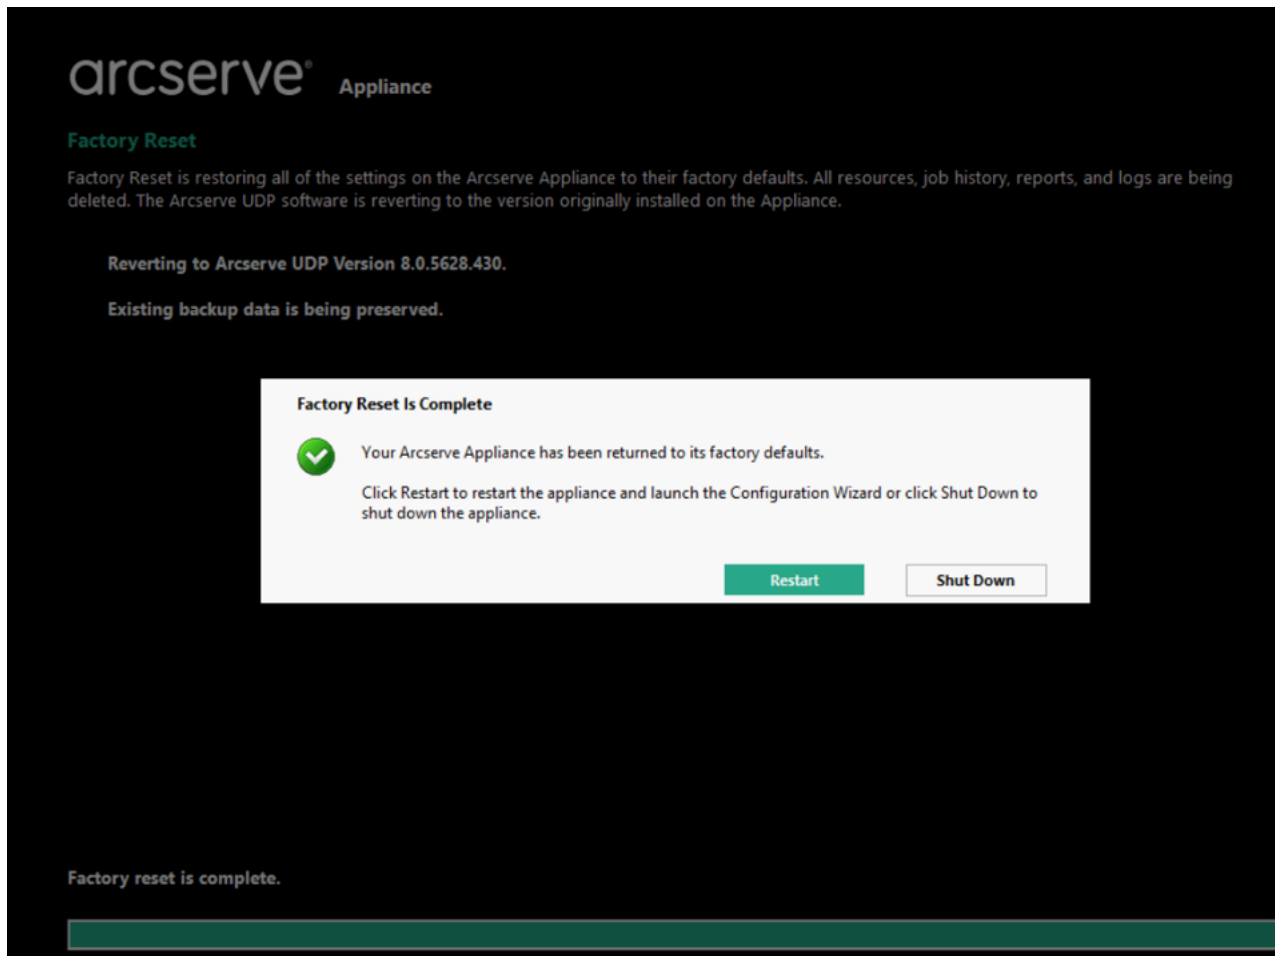 arcserve® Appliance
Factory Reset
Factory Reset is restoring all of the settings on the Arcserve Appliance to their factory defaults. All resources, job history, reports, and logs are being
deleted. The Arcserve UDP software is reverting to the version originally installed on the Appliance.
Reverting to Arcserve UDP Version 8.0.5628.430.
Existing backup data is being preserved.
Factory Reset Is Complete
Your Arcserve Appliance has been returned to its factory defaults.
Click Restart to restart the appliance and launch the Configuration Wizard or click Shut Down to
shut down the appliance.
Restart Shut Down
Factory reset is complete.